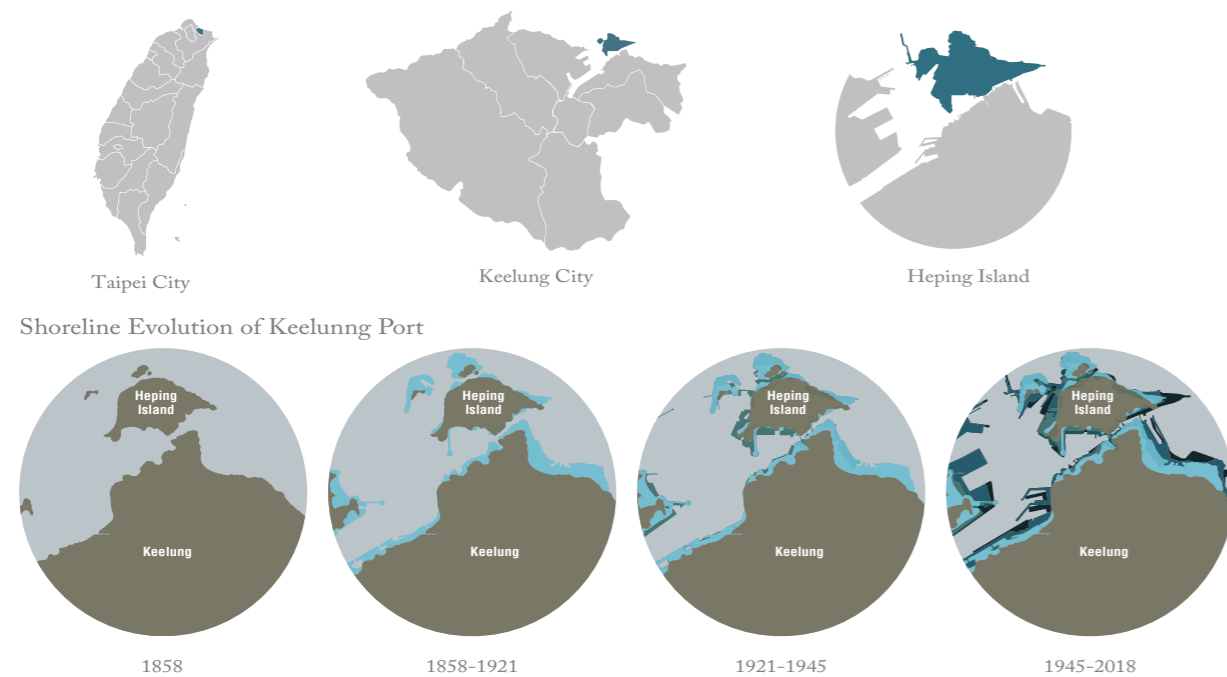 Taipei City
Keelung City
Heping Island
Shoreline Evolution of Keelunng Port
Heping
Island
Keelung
Heping
Island
Keelung
Heping
Island
Keelung
Heping
Island
Keelung
1858
1858-1921
1921-1945
1945-2018